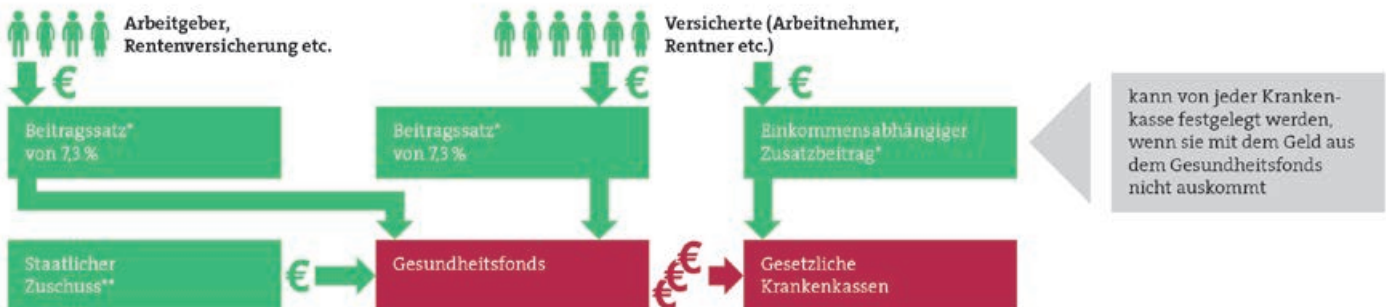 Arbeitgeber,
Rentenversicherung etc.
Versicherte (Arbeitnehmer,
Rentner etc.)
€
€
€
Beitragssatz*
von 7,3 %
Beitragssatz*
von 7,3 %
Einkommensabhängiger
Zusatzbeitrag*
kann von jeder Kranken-
kasse festgelegt werden,
wenn sie mit dem Geld aus
dem Gesundheitsfonds
nicht auskommt
Staatlicher
Zuschuss**
€
Gesundheitsfonds
€€€
Gesetzliche
Krankenkassen